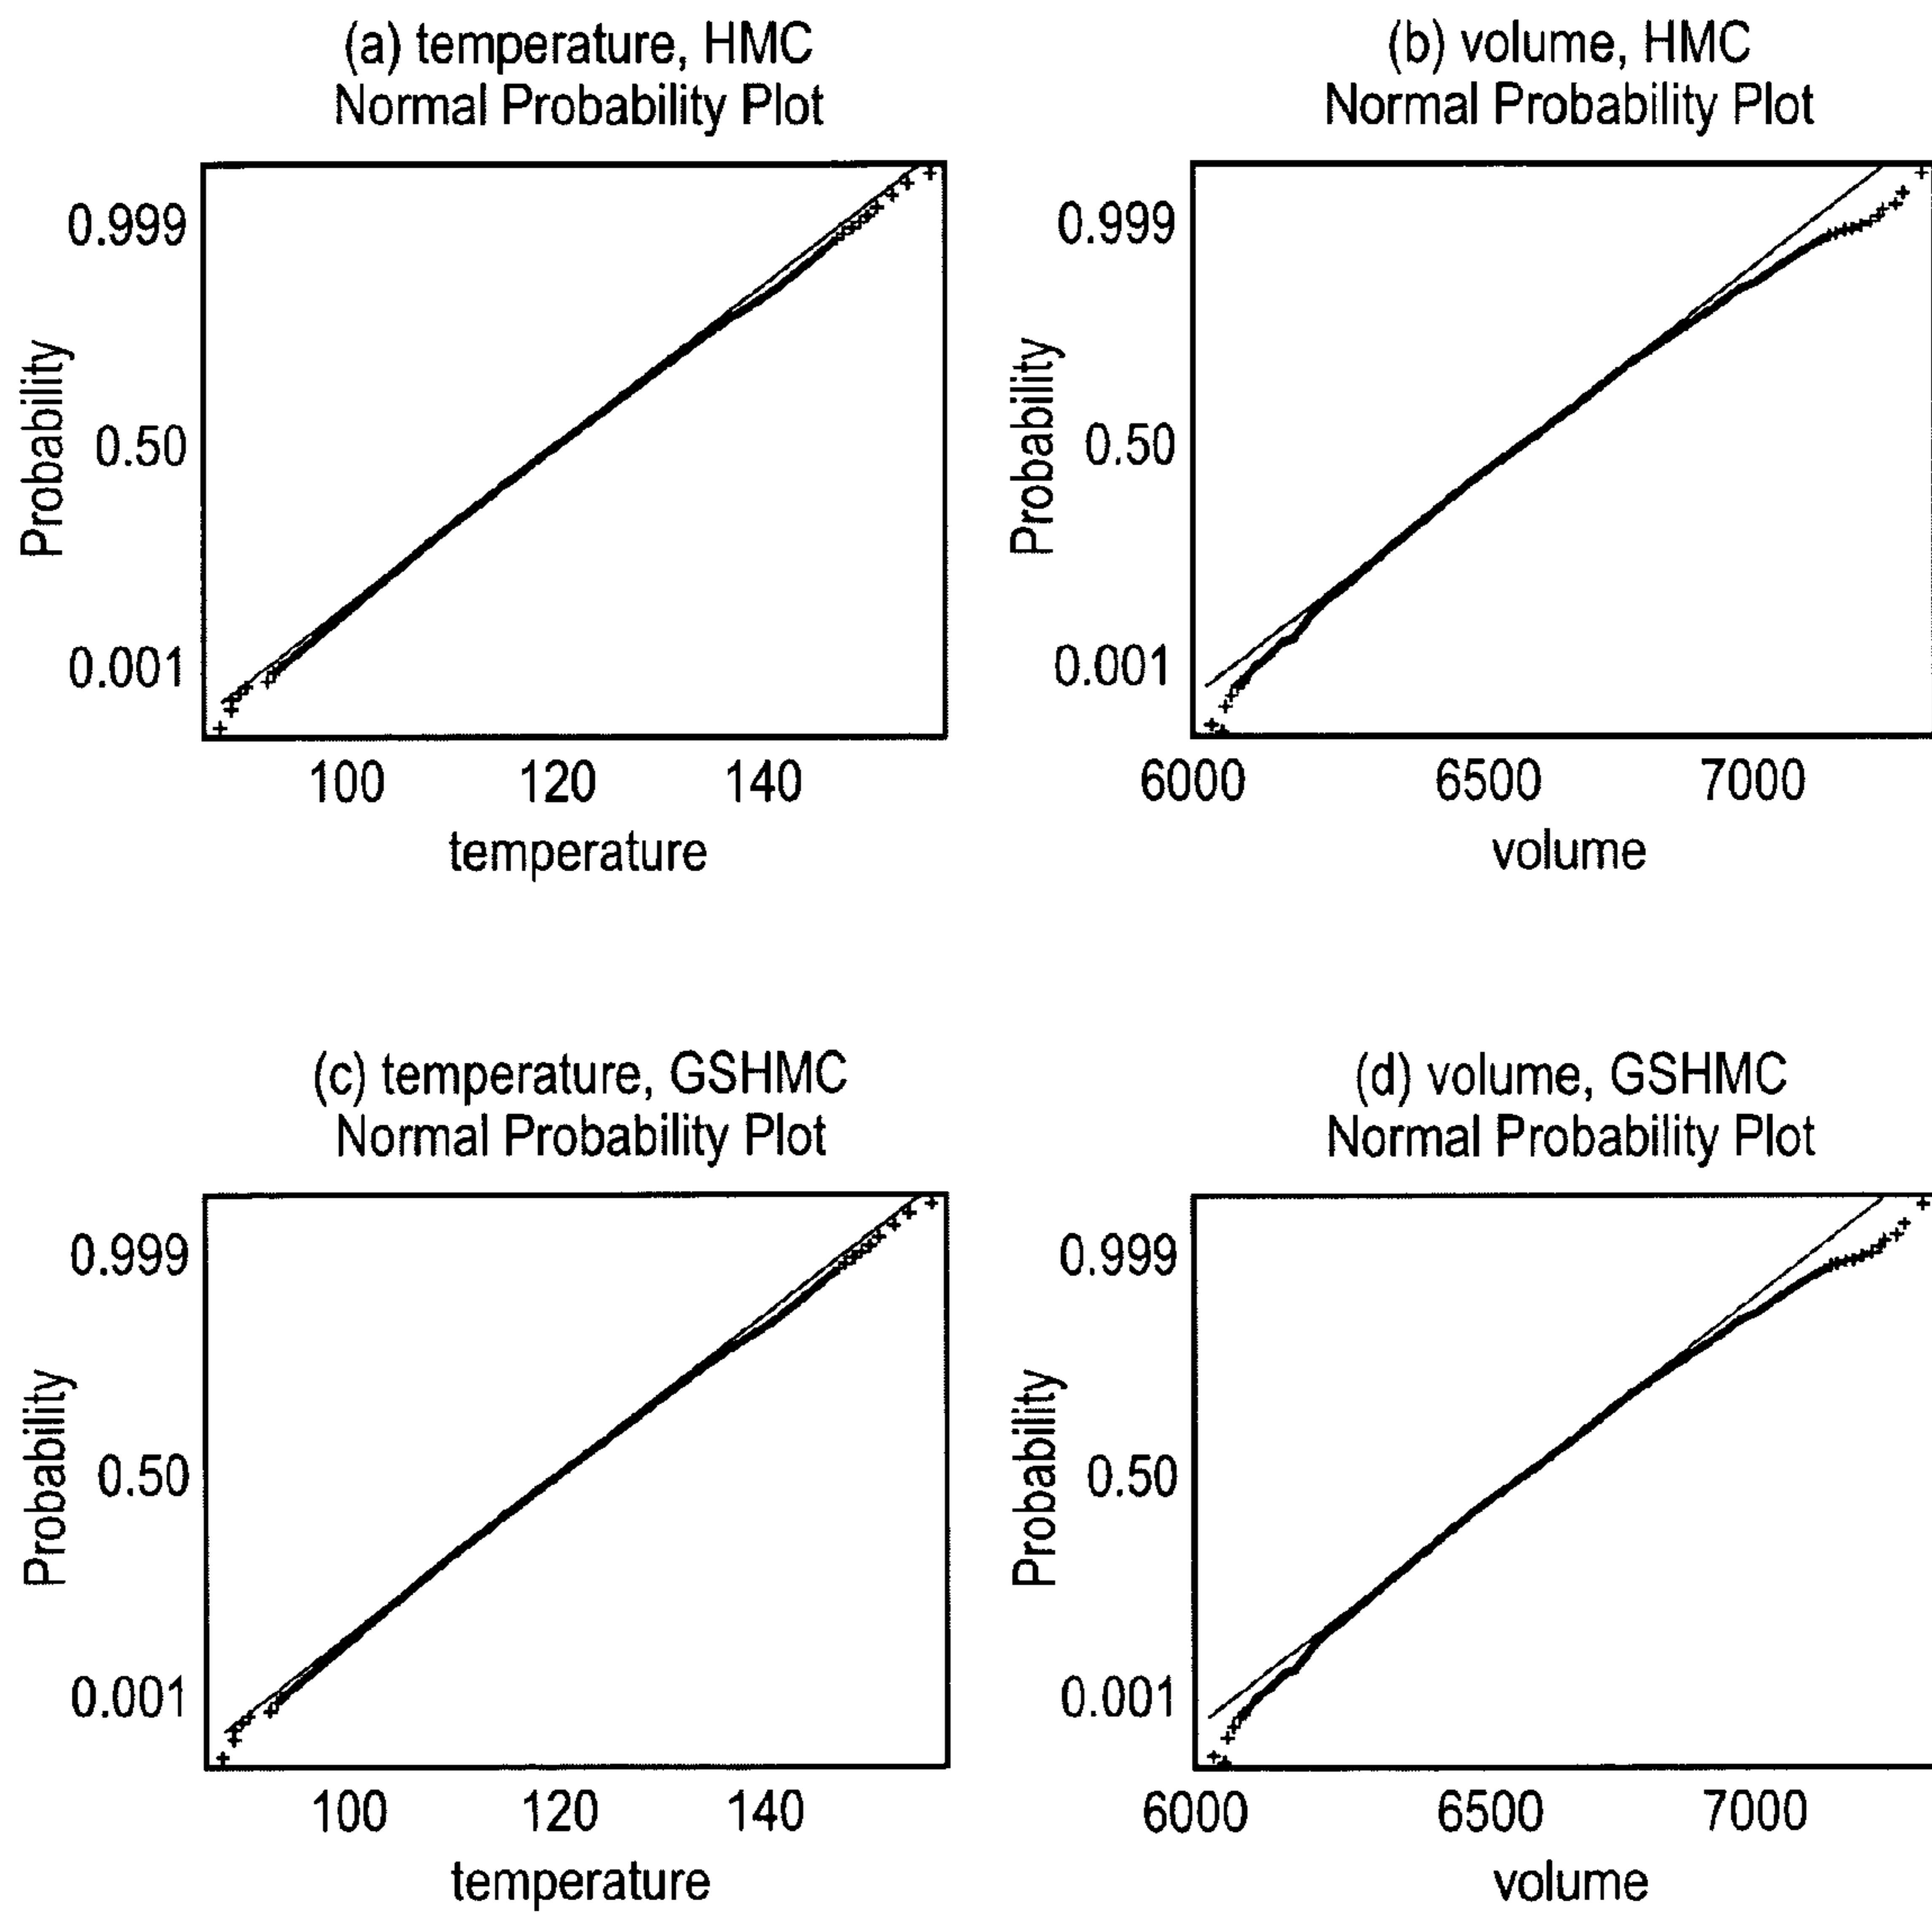 (a) temperature, HMC
Normal Probability Plot
0.999
0.50
0.001
Probability
100 120 140
temperature
(b) volume, HMC
Normal Probability Plot
0.999
0.50
0.001
Probability
6000 6500 7000
volume
(c) temperature, GSHMC
Normal Probability Plot
0.999
0.50
0.001
Probability
100 120 140
temperature
(d) volume, GSHMC
Normal Probability Plot
0.999
0.50
0.001
Probability
6000 6500 7000
volume